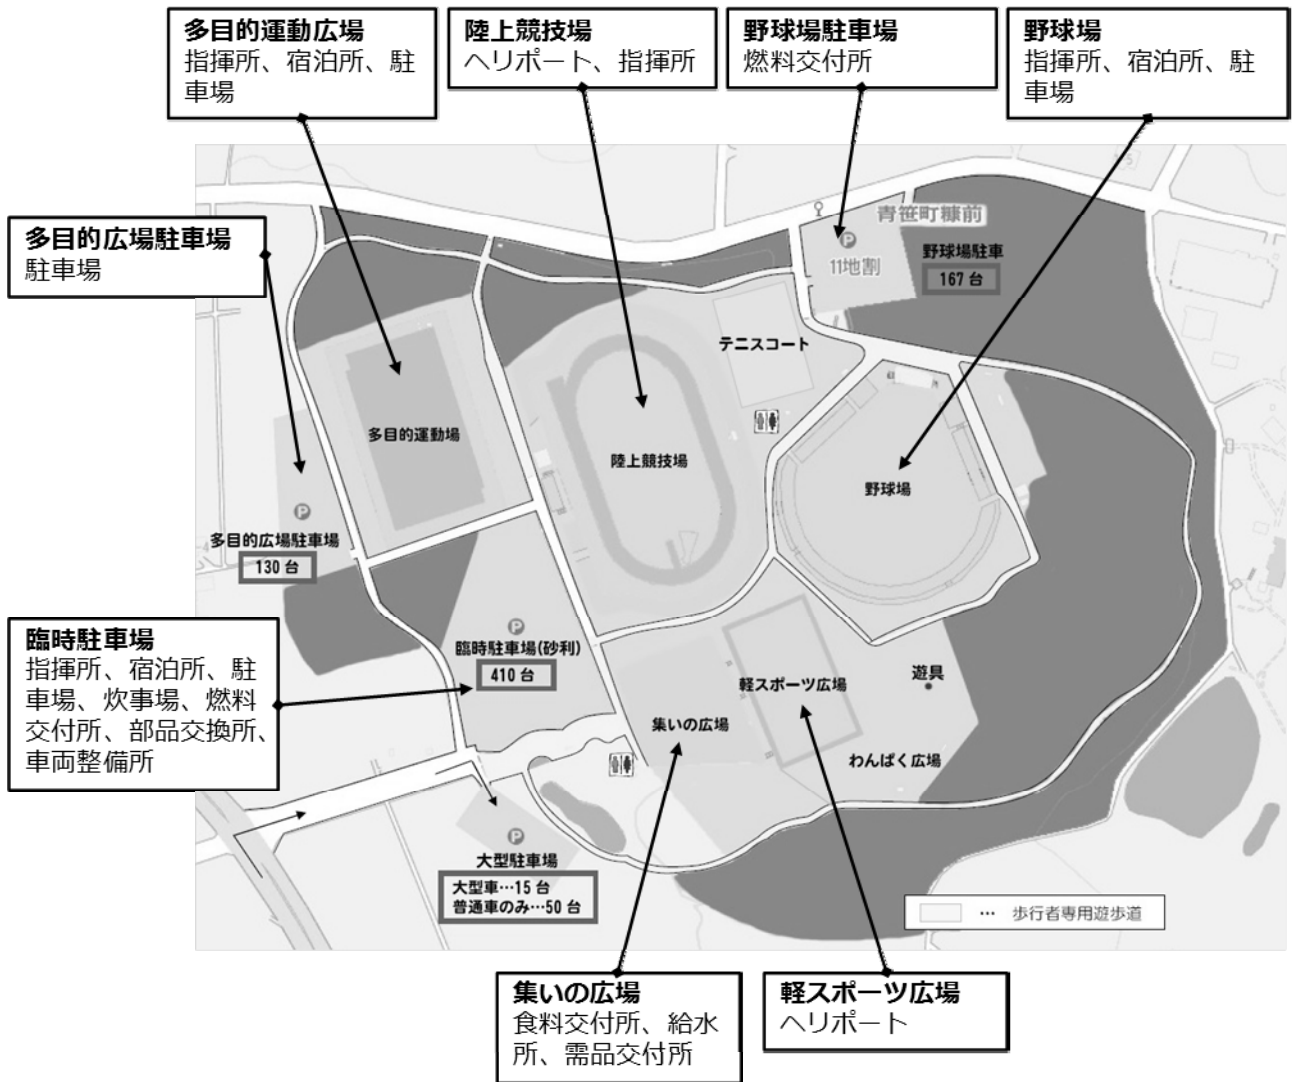 多目的運動広場
指揮所、宿泊所、駐
車場
陸上競技場
ヘリポート、指揮所
野球場駐車場
燃料交付所
野球場
指揮所、宿泊所、駐
車場
多目的広場駐車場
駐車場
青笹町糠前
11地割
野球場駐車
167 台
テニスコート
多目的運動場
陸上競技場
野球場
多目的広場駐車場
130 台
臨時駐車場
指揮所、宿泊所、駐
車場、炊事場、燃料
交付所、部品交換所、
車両整備所
臨時駐車場(砂利)
410 台
軽スポーツ広場
遊具
集いの広場
わんぱく広場
大型駐車場
大型車…15 台
普通車のみ…50 台
… 歩行者専用遊歩道
集いの広場
食料交付所、給水
所、需品交付所
軽スポーツ広場
ヘリポート